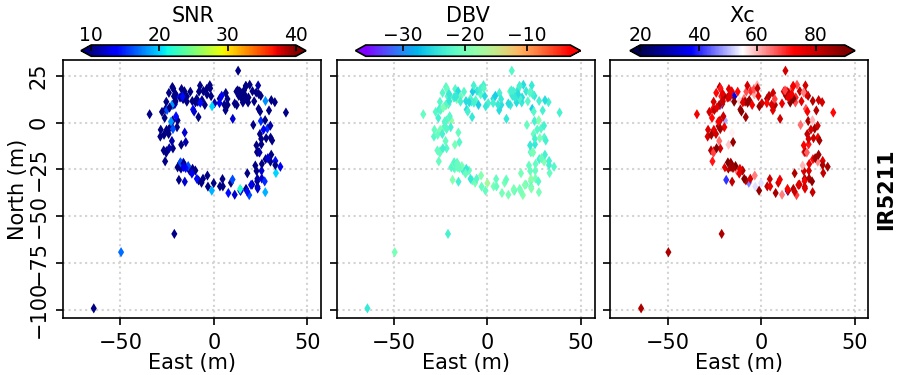 SNR DBV Xc
10 20 30 40 −30 −20 −10 20 40 60 80
25
0
−25
−50
−75
−100
North (m)
IR5211
−50 0 50 −50 0 50 −50 0 50
East (m) East (m) East (m)